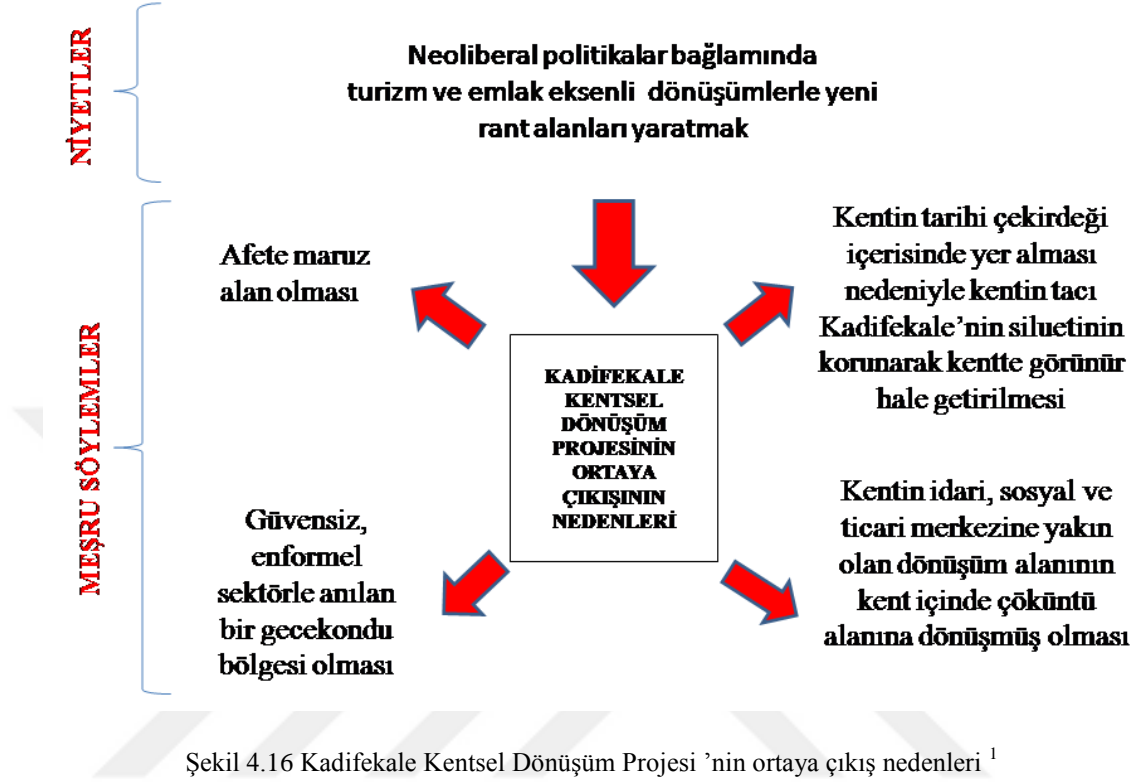 NİYETLER
Neoliberal politikalar bağlamında
turizm ve emlak eksenli dönüşümlerle yeni
rant alanları yaratmak
MEŞRU SÖYLEMLER
Afete maruz
alan olması
Kentin tarihi çekirdeği
içerisinde yer alması
nedeniyle kentin tacı
Kadifekale’nin siluetinin
korunarak kentte görünür
hale getirilmesi
KADİFEKALE
KENTSEL
DÖNÜŞÜM
PROJESİNİN
ORTAYA
ÇIKIŞININ
NEDENLERİ
Güvensiz,
enformel
sektörle anılan
bir gecekondu
bölgesi olması
Kentin idari, sosyal ve
ticari merkezine yakın
olan dönüşüm alanının
kent içinde çöküntü
alanına dönüşmüş olması
Şekil 4.16 Kadifekale Kentsel Dönüşüm Projesi ’nin ortaya çıkış nedenleri 1